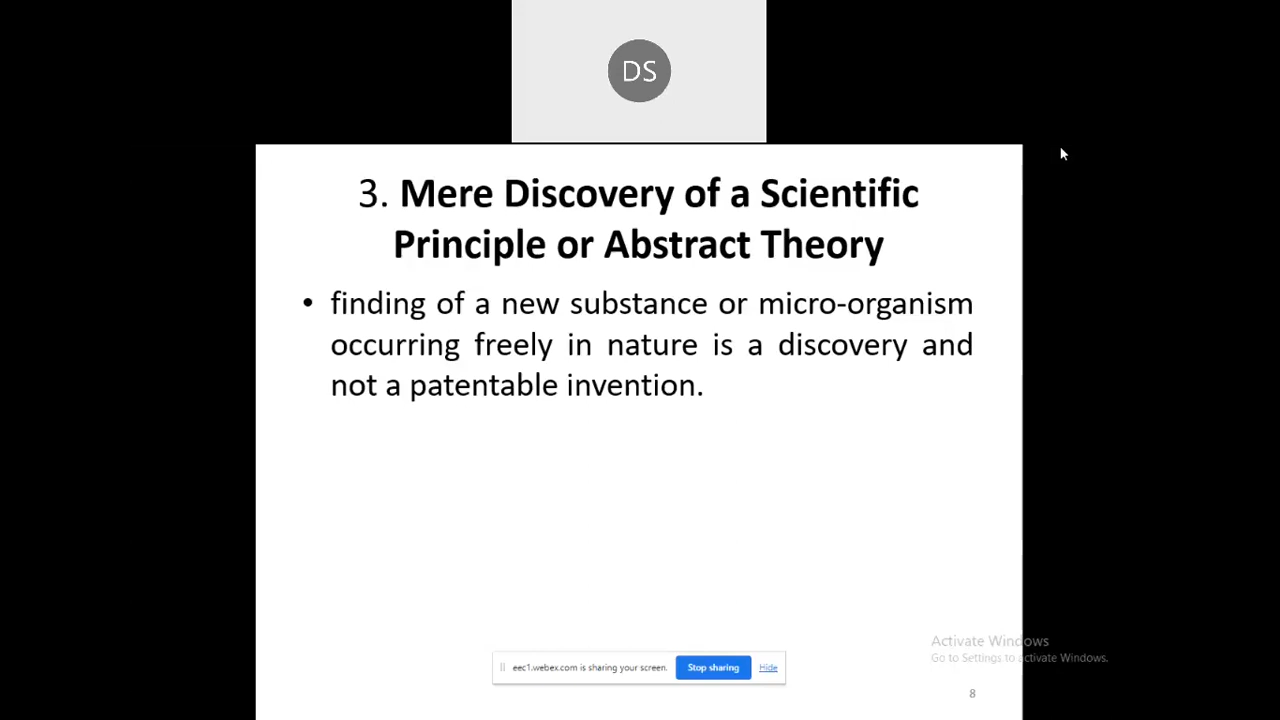 DS
3. Mere Discovery of a Scientific
Principle or Abstract Theory
• finding of a new substance or micro-organism
occurring freely in nature is a discovery and
not a patentable invention.
Activate Windows
Go to Settings to activate Windows.
eec1.webex.com is sharing your screen. Stop sharing Hide
8